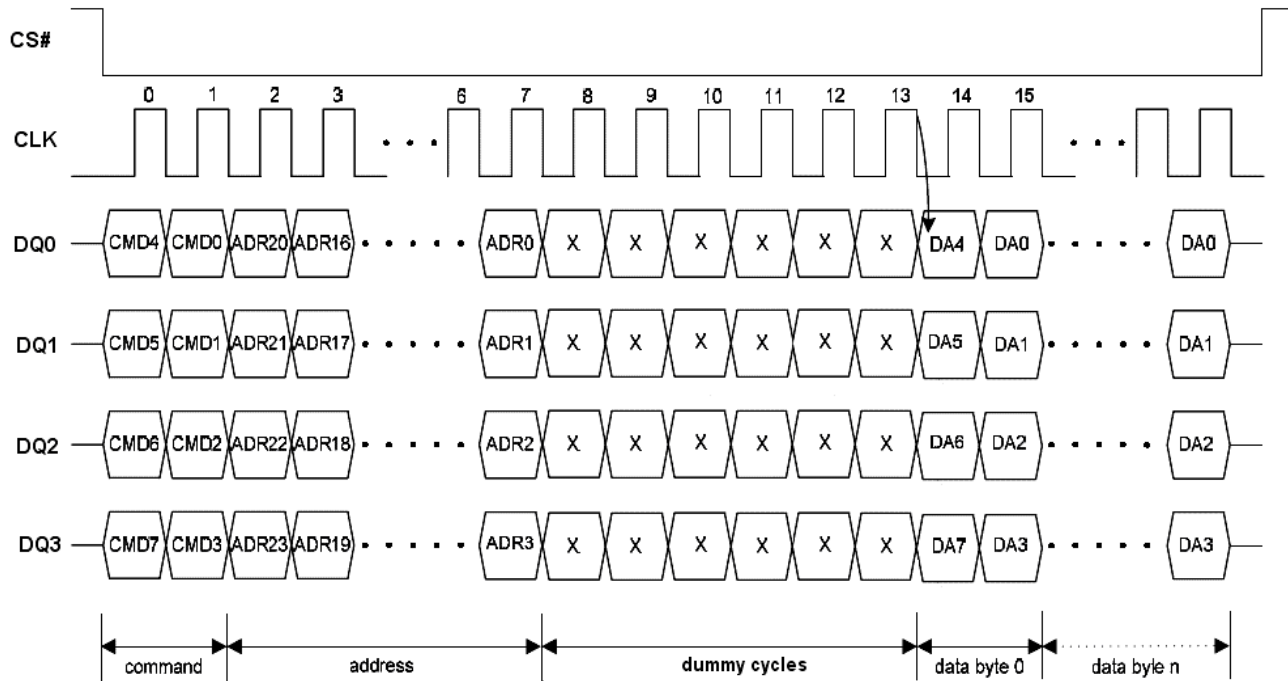 CS#
0 1 2 3 6 7 8 9 10 11 12 13 14 15
CLK
DQ0 CMD4 CMD0 ADR20 ADR16 ADR0 X X X X X X DA4 DA0 DA0
DQ1 CMD5 CMD1 ADR21 ADR17 ADR1 X X X X X X DA5 DA1 DA1
DQ2 CMD6 CMD2 ADR22 ADR18 ADR2 X X X X X X DA6 DA2 DA2
DQ3 CMD7 CMD3 ADR23 ADR19 ADR3 X X X X X X DA7 DA3 DA3
command address dummy cycles data byte 0 data byte n